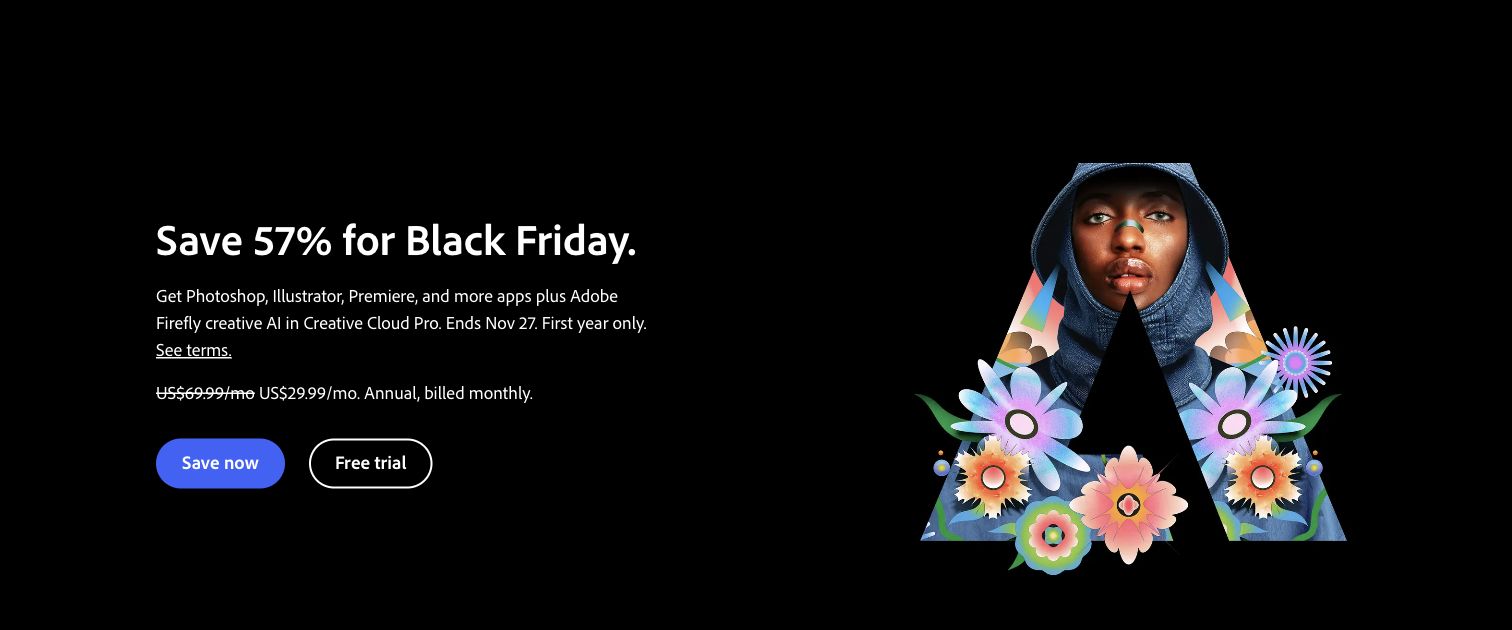 Save 57% for Black Friday.
Get Photoshop, Illustrator, Premiere, and more apps plus Adobe
Firefly creative AI in Creative Cloud Pro. Ends Nov 27. First year only.
See terms.
US$69.99/mo US$29.99/mo. Annual, billed monthly.
Save now Free trial